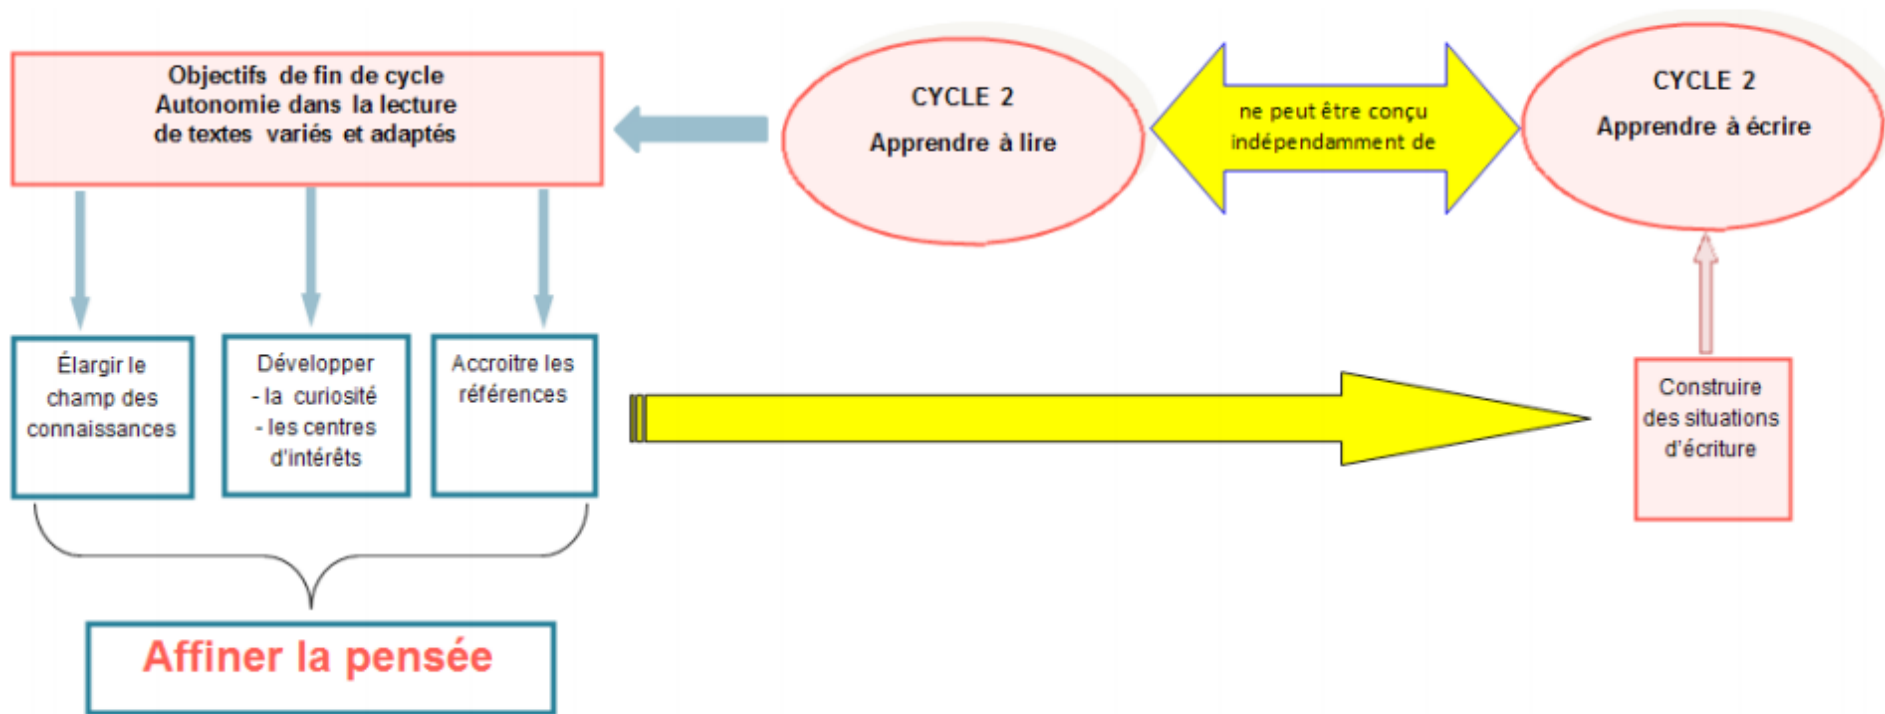 Objectifs de fin de cycle
Autonomie dans la lecture
de textes variés et adaptés
CYCLE 2
Apprendre à lire
ne peut être conçu
indépendamment de
CYCLE 2
Apprendre à écrire
Élargir le
champ des
connaissances
Développer
- la curiosité
- les centres
d'intérêts
Accroitre les
références
Construire
des situations
d'écriture
Affiner la pensée